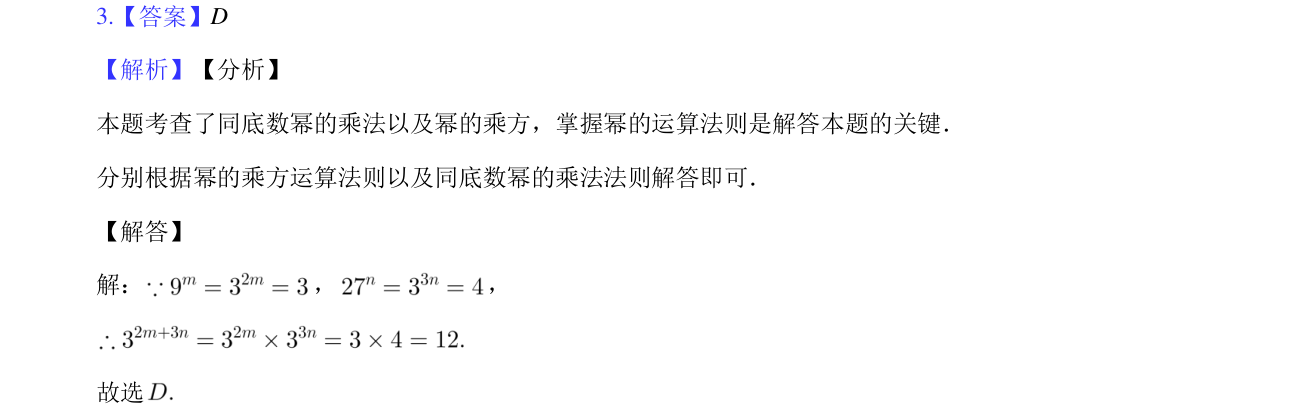 3.【答案】D
【解析】【分析】
本题考查了同底数幂的乘法以及幂的乘方，掌握幂的运算法则是解答本题的关键．
分别根据幂的乘方运算法则以及同底数幂的乘法法则解答即可．
【解答】
解：∵9^m = 3^{2m} = 3，27^n = 3^{3n} = 4，
∴3^{2m+3n} = 3^{2m} × 3^{3n} = 3 × 4 = 12.
故选D.